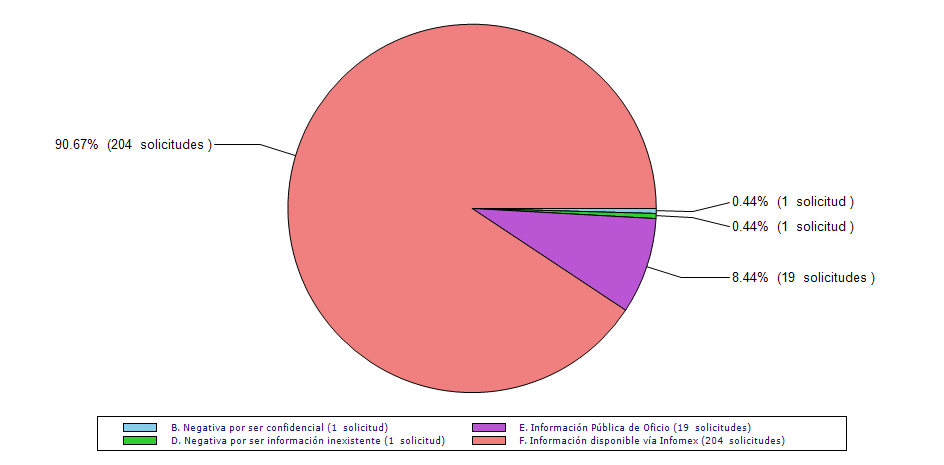 90.67% (204 solicitudes )
0.44% (1 solicitud )
0.44% (1 solicitud )
8.44% (19 solicitudes )
B. Negativa por ser confidencial (1 solicitud)
E. Información Pública de Oficio (19 solicitudes)
D. Negativa por ser información inexistente (1 solicitud)
F. Información disponible vía Infomex (204 solicitudes)